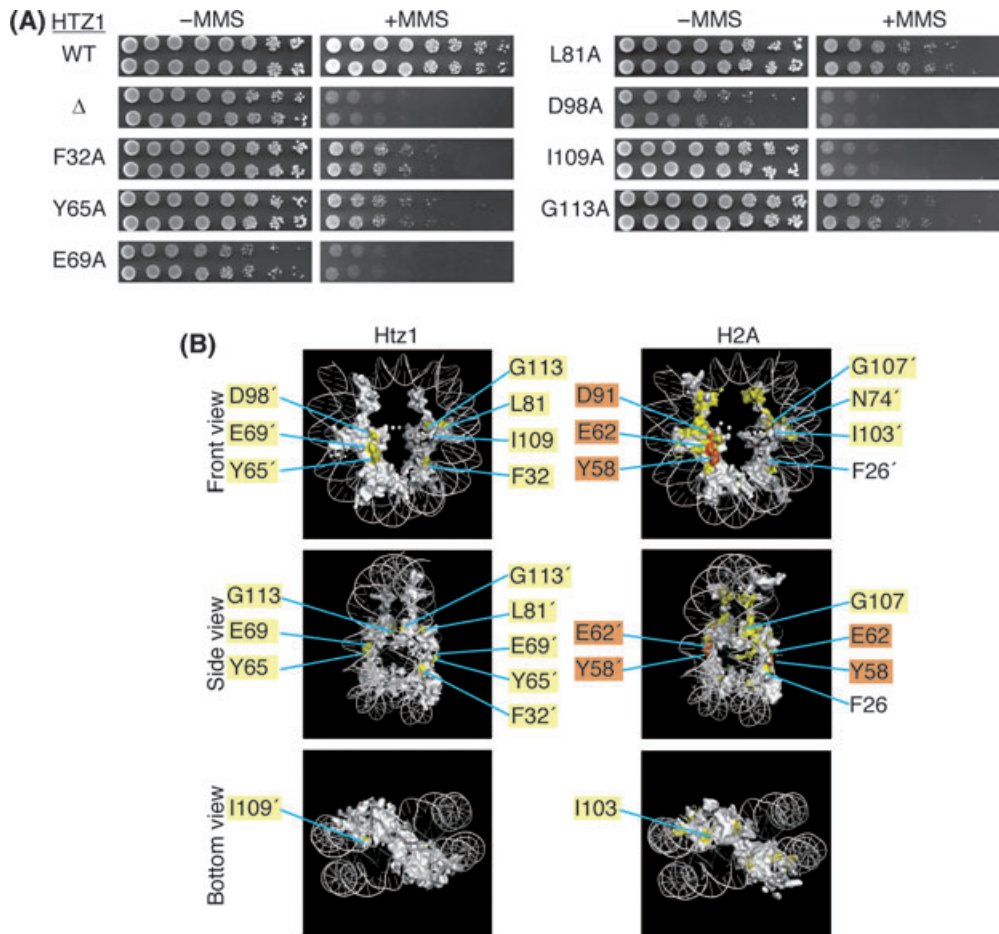 (A) HTZ1 −MMS +MMS −MMS +MMS
WT
Δ
F32A
Y65A
E69A
L81A
D98A
I109A
G113A
(B) Htz1 H2A
Front view
D98´
E69´
Y65´
G113
L81
I109
F32
D91
E62
Y58
G107´
N74´
I103´
F26´
Side view
G113
E69
Y65
G113´
L81´
E69´
Y65´
F32´
E62´
Y58´
G107
E62
Y58
F26
Bottom view
I109´
I103